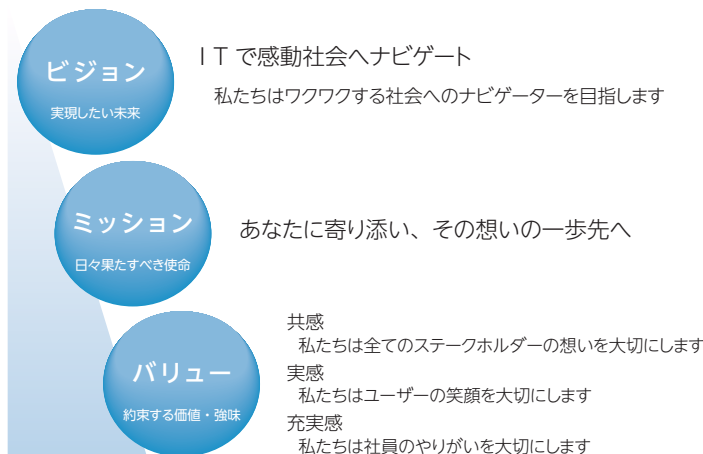 ビジョン
実現したい未来
ITで感動社会へナビゲート
私たちはワクワクする社会へのナビゲーターを目指します
ミッション
日々果たすべき使命
あなたに寄り添い、その想いの一歩先へ
バリュー
約束する価値・強味
共感
私たちは全てのステークホルダーの想いを大切にします
実感
私たちはユーザーの笑顔を大切にします
充実感
私たちは社員のやりがいを大切にします